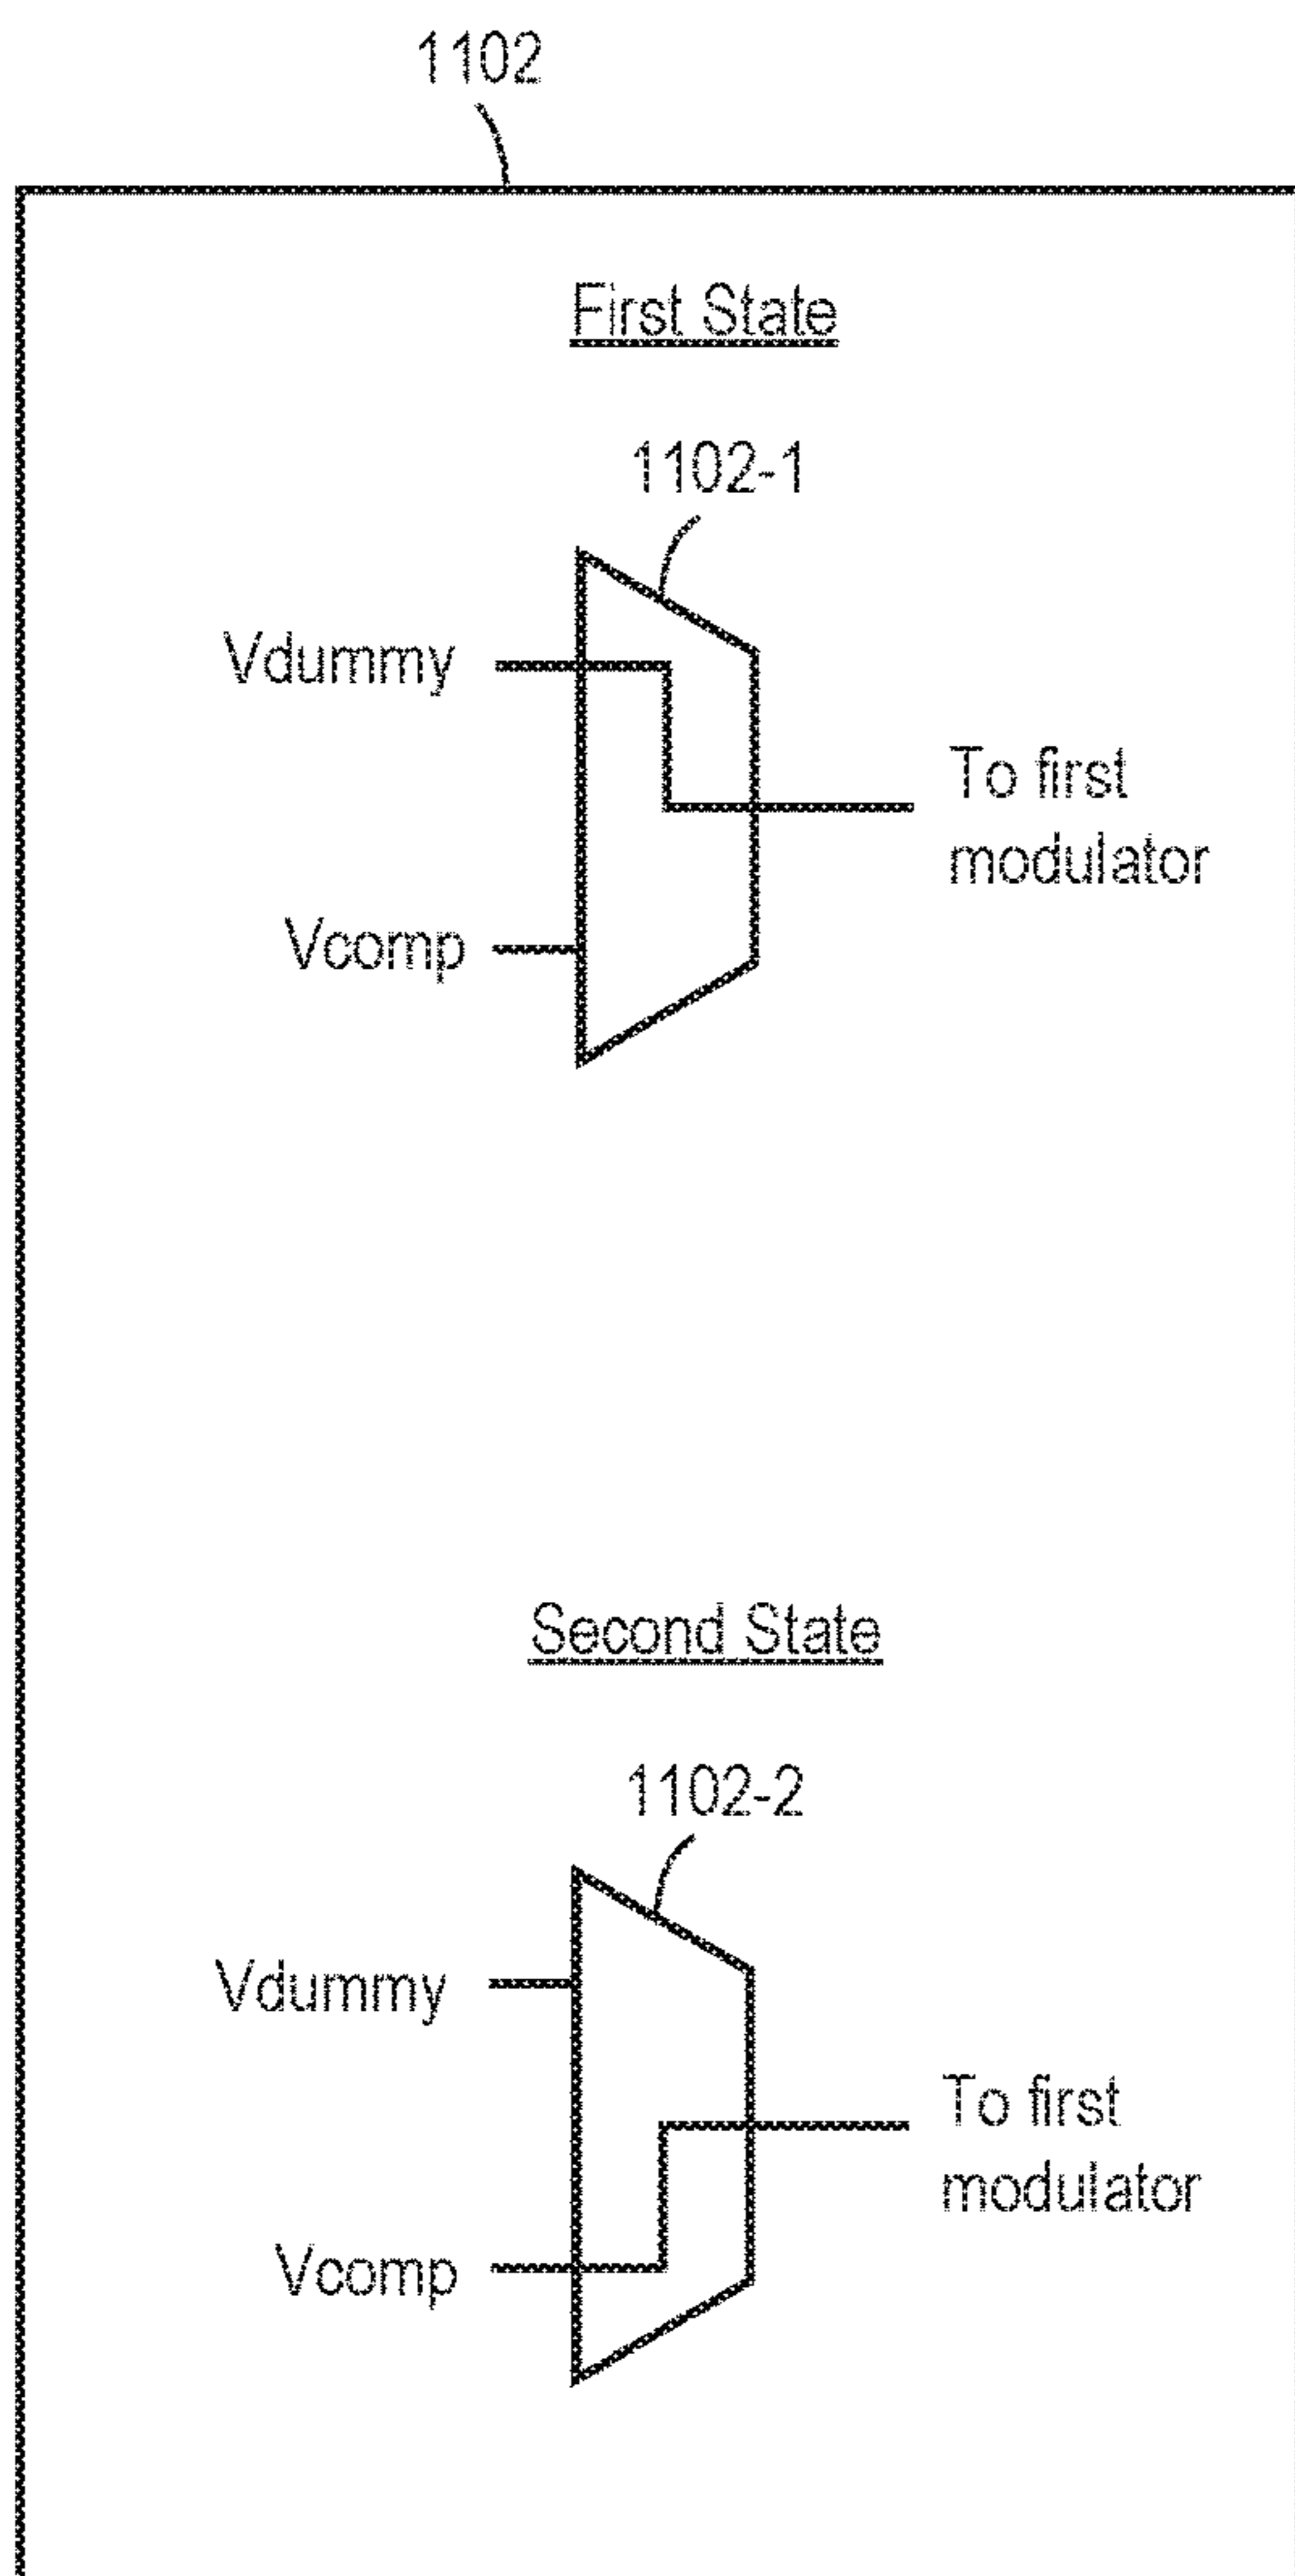 1102
First State
1102-1
Vdummy
To first
modulator
Vcomp
Second State
1102-2
Vdummy
To first
modulator
Vcomp